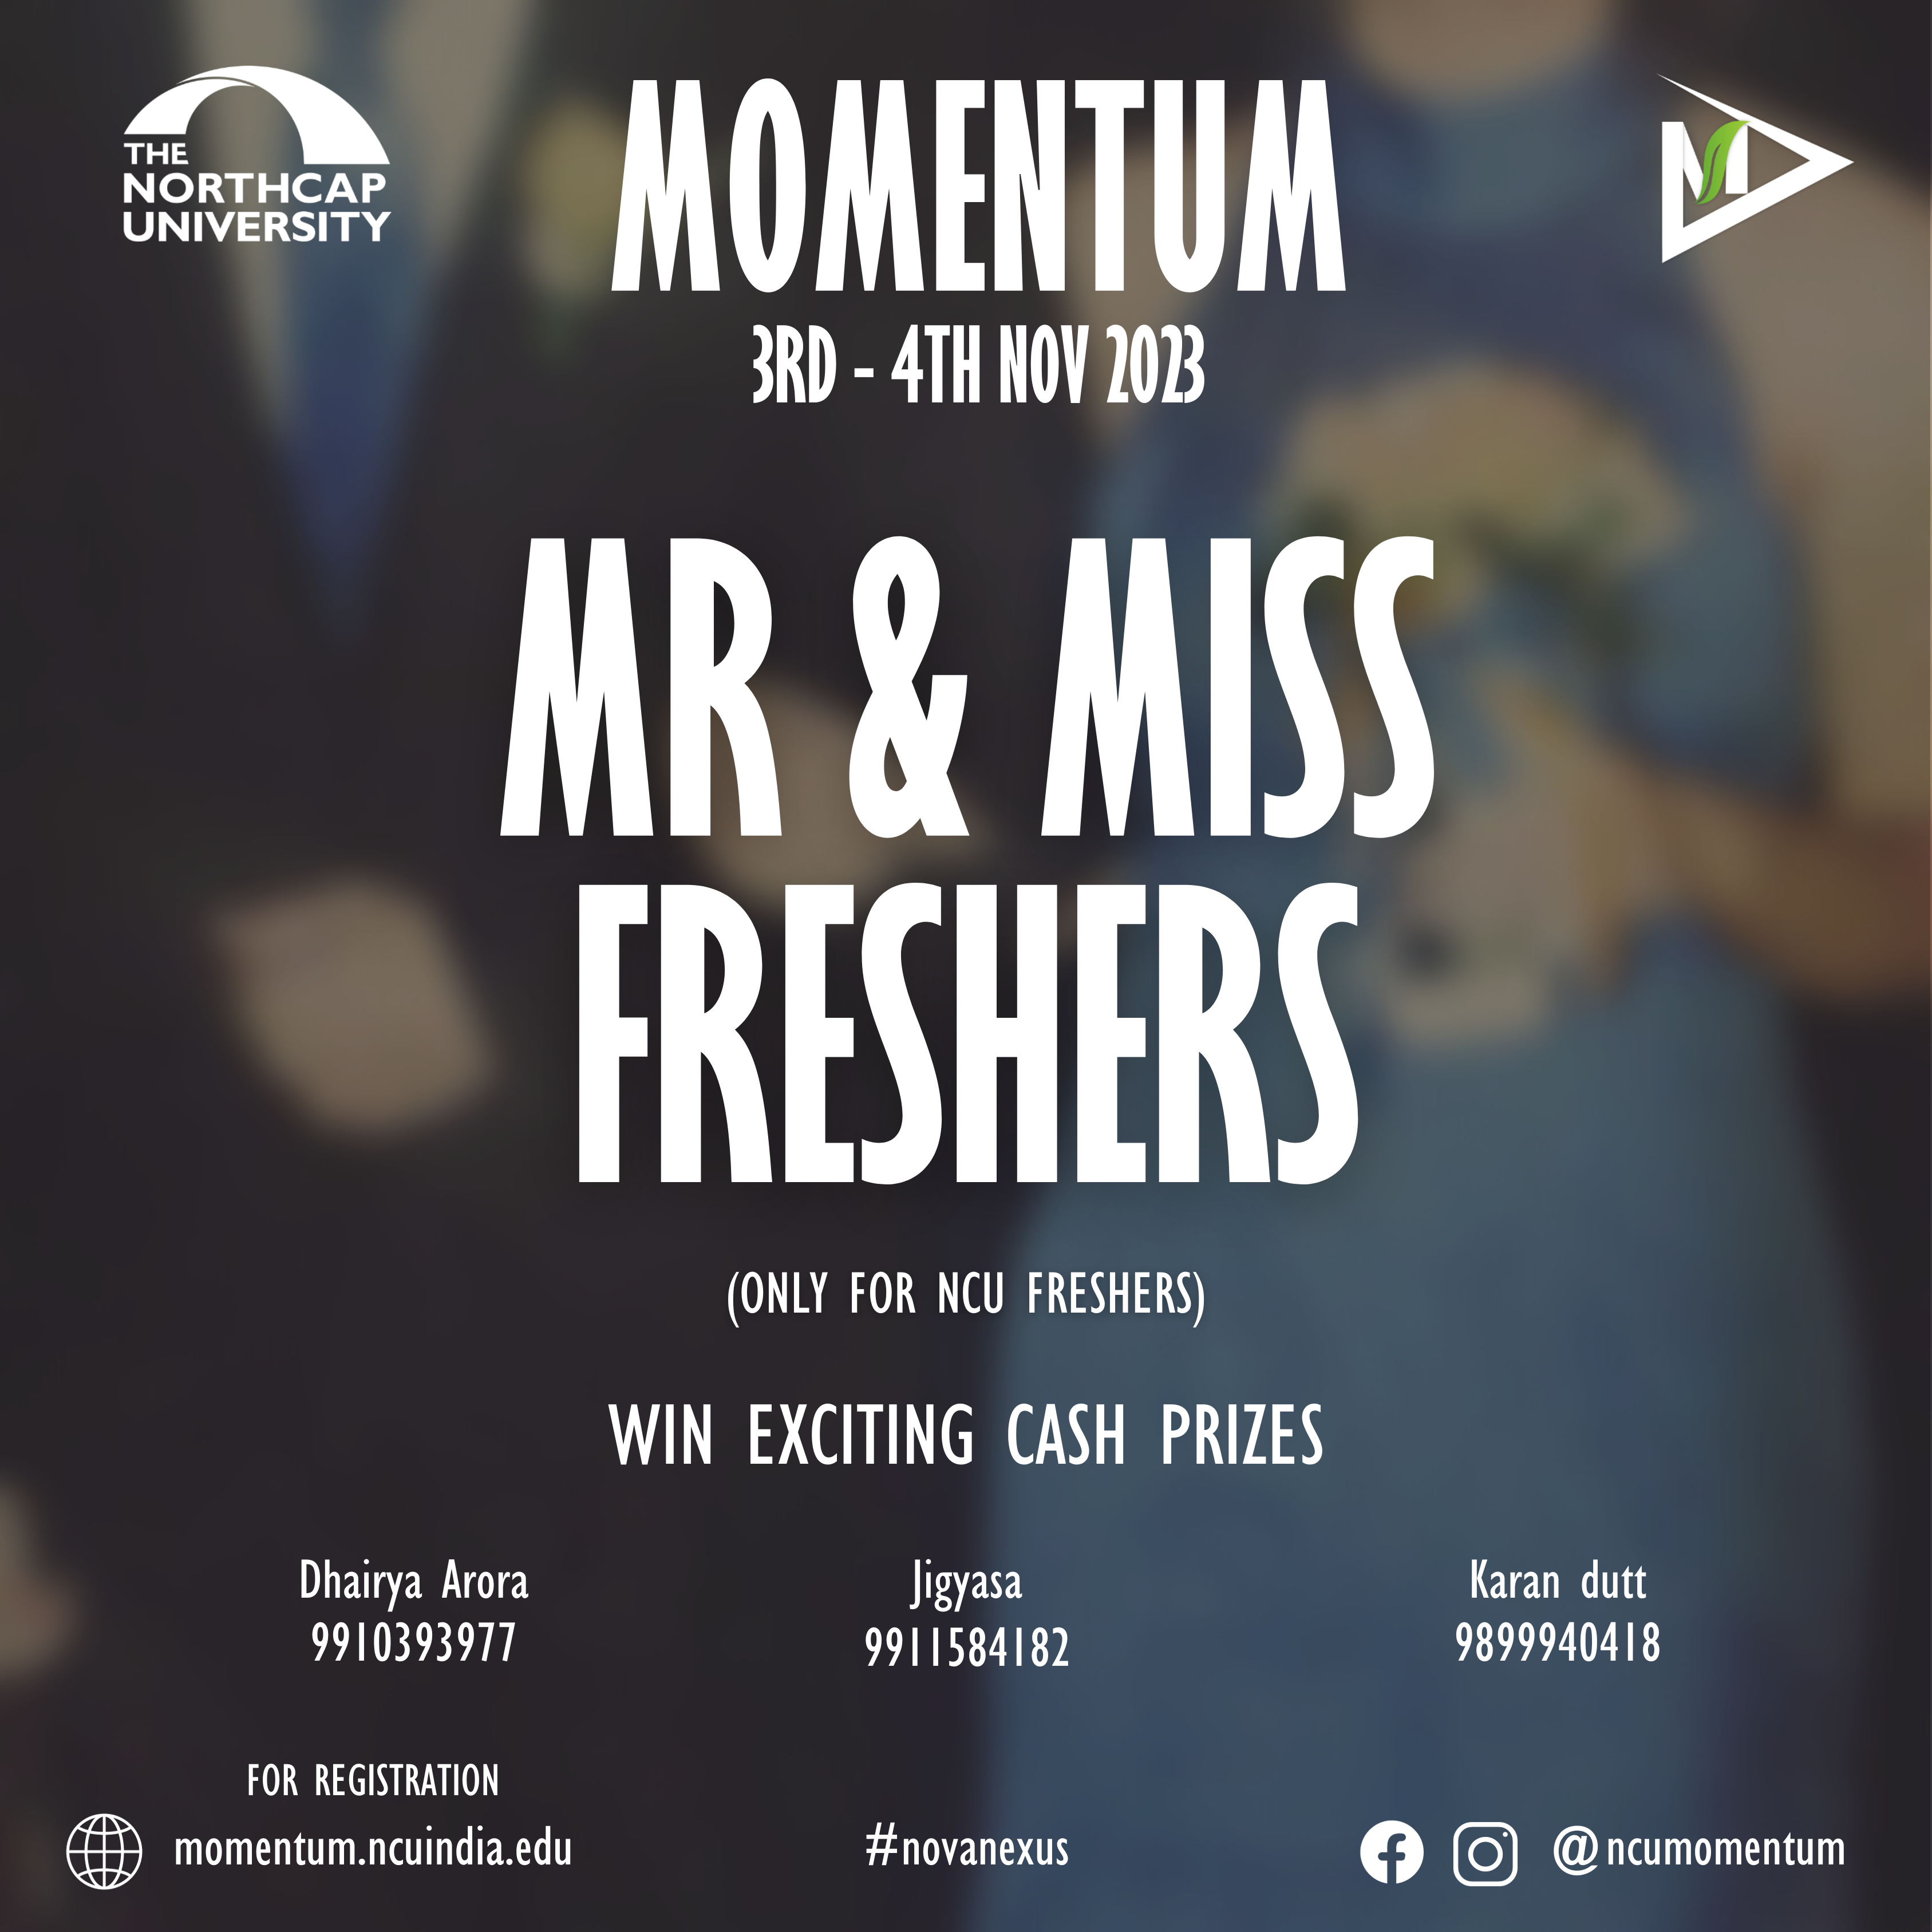 THE
NORTHCAP
UNIVERSITY
MOMENTUM
3RD - 4TH NOV 2023
MR & MISS
FRESHERS
(ONLY FOR NCU FRESHERS)
WIN EXCITING CASH PRIZES
Dhairya Arora
9910393977
Jigyasa
9911584182
Karan dutt
9899940418
FOR REGISTRATION
momentum.ncuindia.edu
#novanexus
@ncumomentum